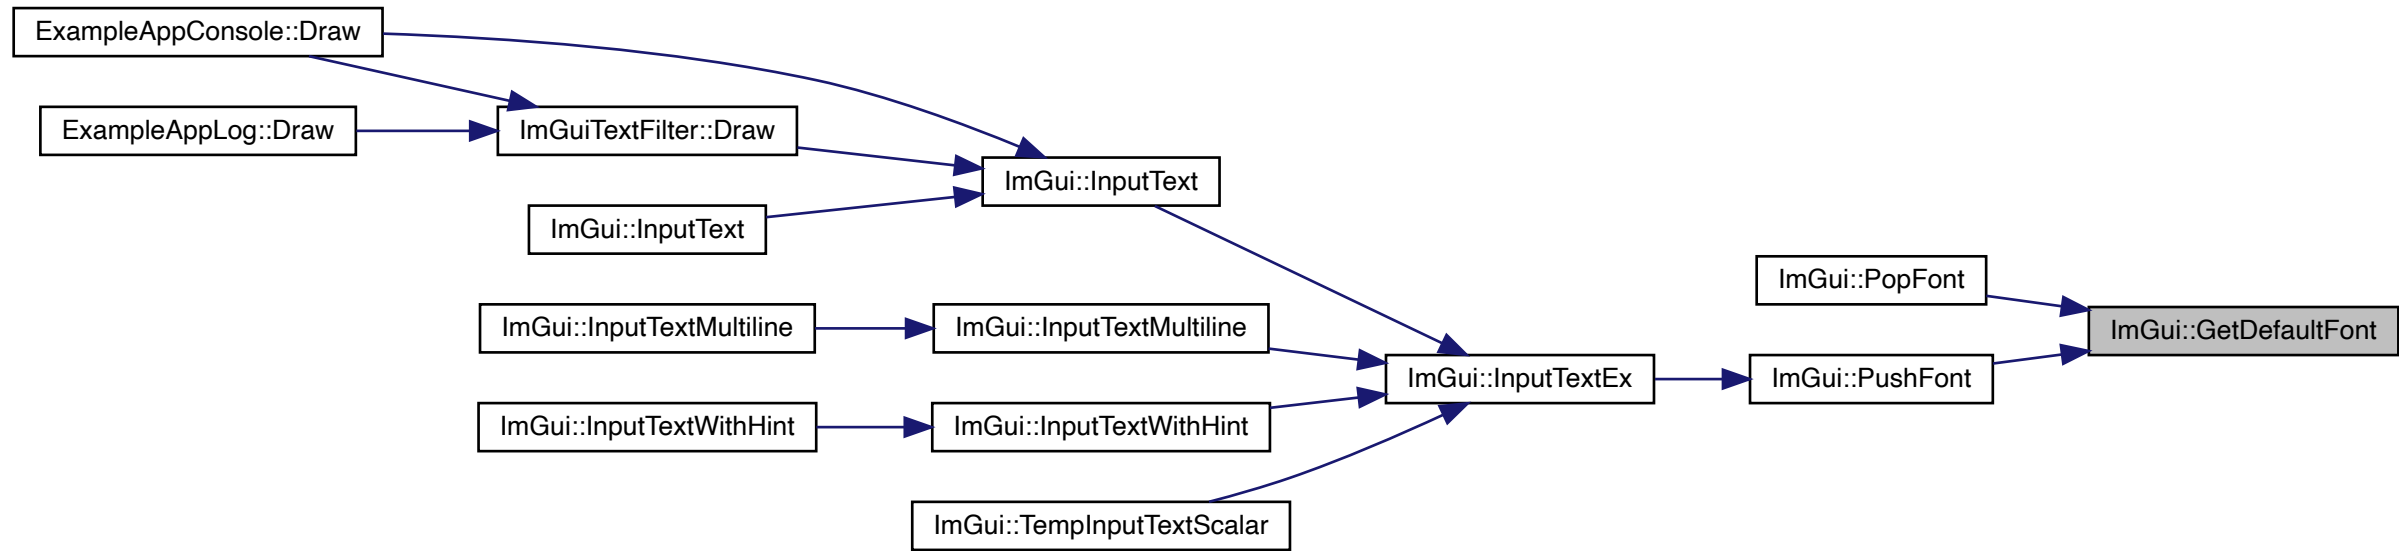 ExampleAppConsole::Draw
ExampleAppLog::Draw
ImGuiTextFilter::Draw
ImGui::InputText
ImGui::InputText
ImGui::PopFont
ImGui::InputTextMultiline
ImGui::InputTextMultiline
ImGui::GetDefaultFont
ImGui::InputTextEx
ImGui::PushFont
ImGui::InputTextWithHint
ImGui::InputTextWithHint
ImGui::TempInputTextScalar